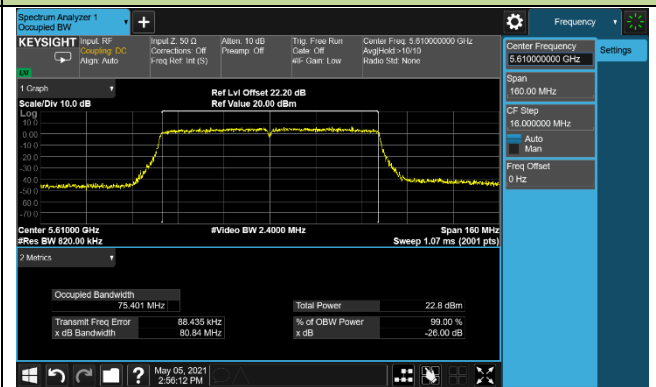 Spectrum Analyzer 1
Occupied BW
+
Frequency
KEYSIGHT
Input: RF
Coupling: DC
Align: Auto
Input Z: 50 Ω
Corrections: Off
Freq Ref: Int (S)
Atten: 10 dB
Preamp: Off
Trig: Free Run
Gate: Off
#IF Gain: Low
Center Freq: 5.610000000 GHz
Avg|Hold:>10/10
Radio Std: None
LXI
1 Graph
Scale/Div 10.0 dB
Ref Lvl Offset 22.20 dB
Ref Value 20.00 dBm
Log
10.0
0.00
-10.0
-20.0
-30.0
-40.0
-50.0
-60.0
-70.0
Center 5.61000 GHz
#Res BW 820.00 kHz
#Video BW 2.4000 MHz
Span 160 MHz
Sweep 1.07 ms (2001 pts)
2 Metrics
Occupied Bandwidth
75.401 MHz
Total Power 22.8 dBm
Transmit Freq Error 88.435 kHz
% of OBW Power 99.00 %
x dB Bandwidth 80.84 MHz
x dB -26.00 dB
Center Frequency
5.610000000 GHz
Settings
Span
160.00 MHz
CF Step
16.000000 MHz
Auto
Man
Freq Offset
0 Hz
?
May 05, 2021
2:56:12 PM